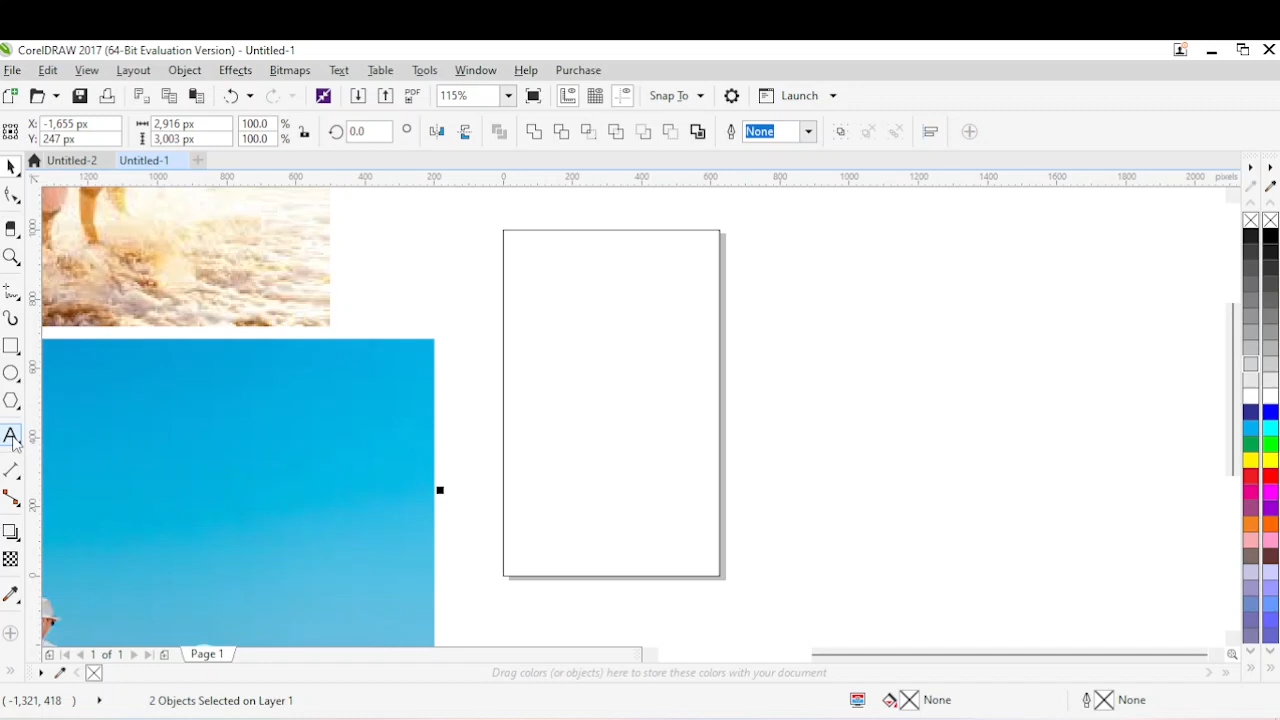 CorelDRAW 2017 (64-Bit Evaluation Version) - Untitled-1
File Edit View Layout Object Effects Bitmaps Text Table Tools Window Help Purchase
PDF 115% Snap To Launch
X: -1,655 px 2,916 px 100.0 % 0.0 None
Y: 247 px 3,003 px 100.0 %
Untitled-2 Untitled-1
1200 1000 800 600 400 200 0 200 400 600 800 1000 1200 1400 1600 1800 2000 pixels
1 of 1 Page 1
Drag colors (or objects) here to store these colors with your document
(-1,321, 418 ) 2 Objects Selected on Layer 1 None None